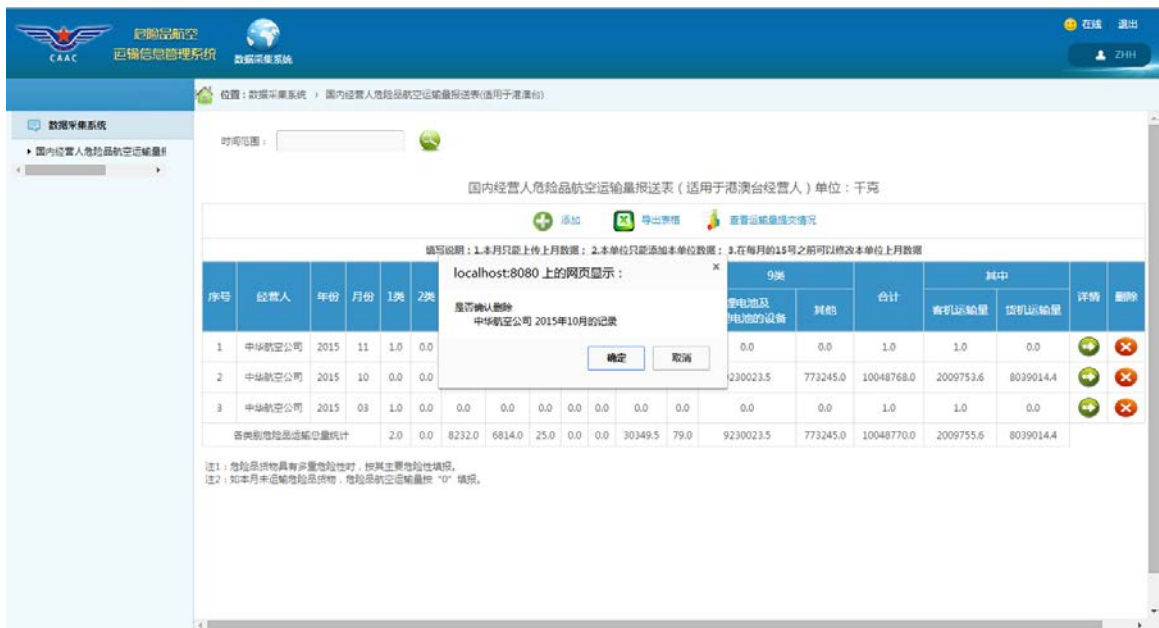 危险品航空
运输信息管理系统
CAAC
数据采集系统
在线 退出
ZHH
位置：数据采集系统 › 国内经营人危险品航空运输量报送表(适用于港澳台)
数据采集系统
国内经营人危险品航空运输量报
时间范围：
国内经营人危险品航空运输量报送表（适用于港澳台经营人）单位：千克
添加 导出表格 查看运输量提交情况
填写说明：1.本月只能上传上月数据； 2.本单位只能添加本单位数据； 3.在每月的15号之前可以修改本单位上月数据
序号 经营人 年份 月份 1类 2类 9类 合计 其中 详情 删除
锂电池及
电池的设备 其他 客机运输量 货机运输量
localhost:8080 上的网页显示： ×
是否确认删除
中华航空公司 2015年10月的记录
确定 取消
1 中华航空公司 2015 11 1.0 0.0 0.0 0.0 1.0 1.0 0.0
2 中华航空公司 2015 10 0.0 0.0 9230023.5 773245.0 10048768.0 2009753.6 8039014.4
3 中华航空公司 2015 03 1.0 0.0 0.0 0.0 0.0 0.0 0.0 0.0 0.0 0.0 0.0 1.0 1.0 0.0
各类别危险品运输总量统计 2.0 0.0 8232.0 6814.0 25.0 0.0 0.0 30349.5 79.0 9230023.5 773245.0 10048770.0 2009755.6 8039014.4
注1：危险品货物具有多重危险性时，按其主要危险性填报。
注2：如本月未运输危险品货物，危险品航空运输量按 "0" 填报。